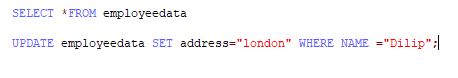 SELECT *FROM employeedata
UPDATE employeedata SET address="london" WHERE NAME ="Dilip";